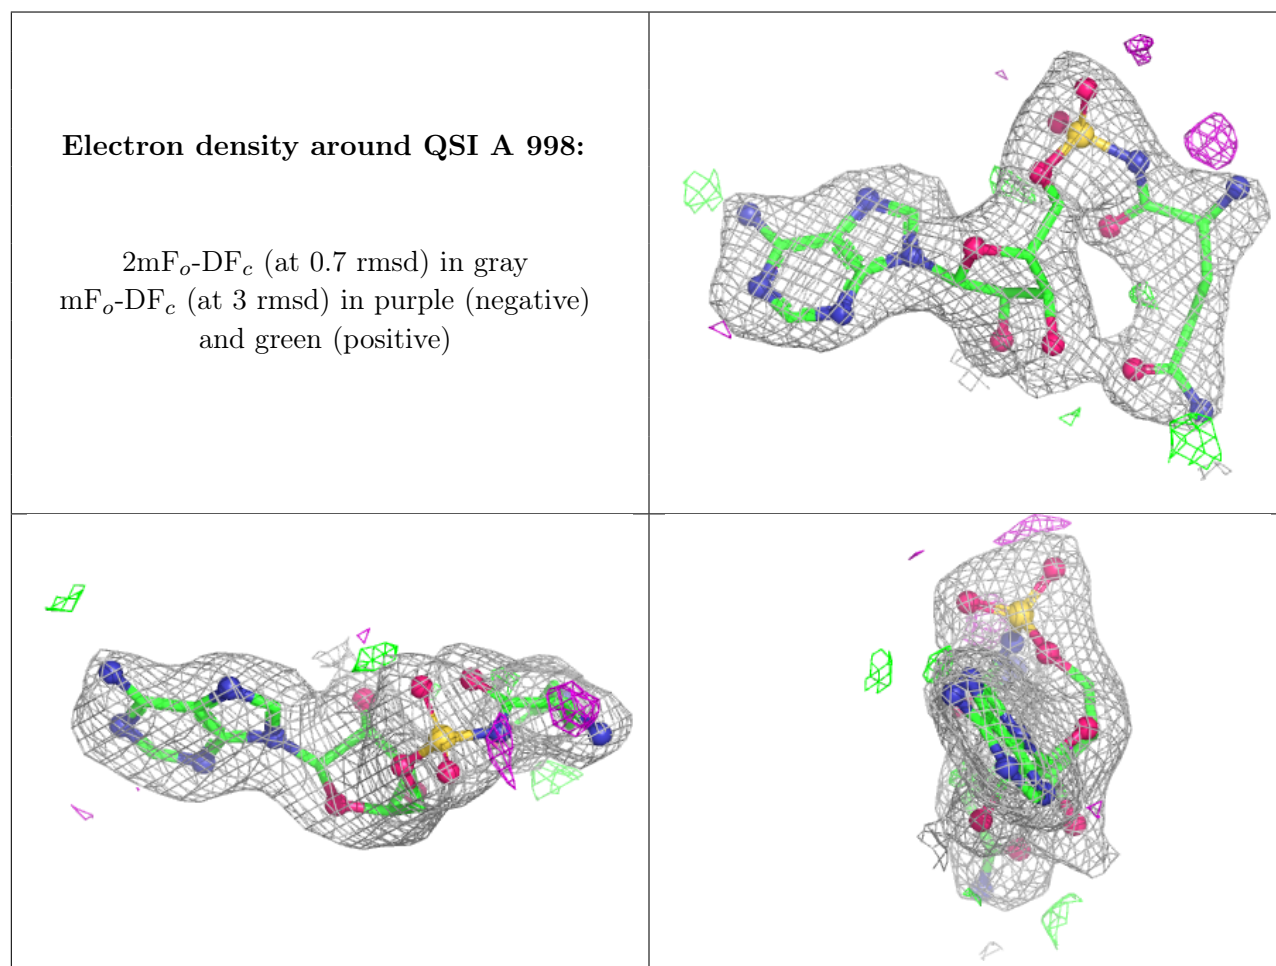 Electron density around QSI A 998:
2mFo-DFc (at 0.7 rmsd) in gray
mFo-DFc (at 3 rmsd) in purple (negative)
and green (positive)